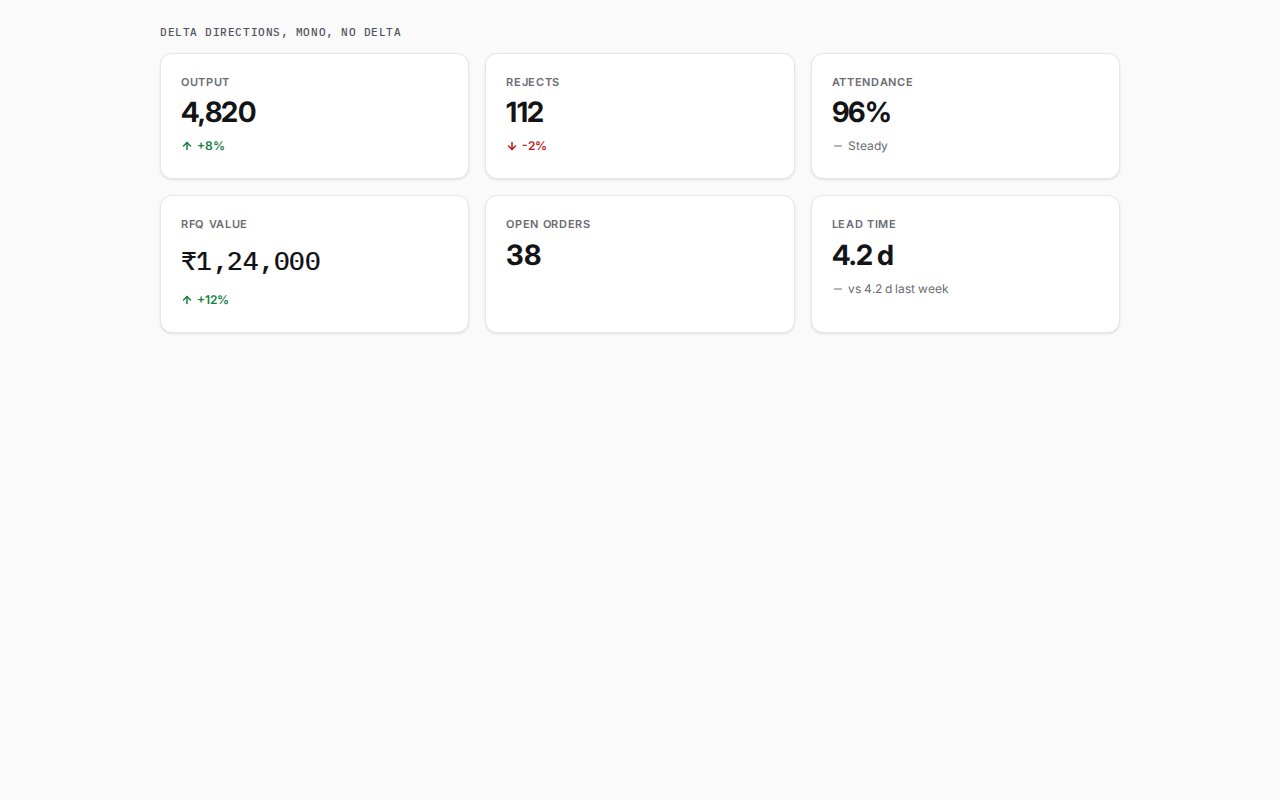 DELTA DIRECTIONS, MONO, NO DELTA
OUTPUT
4,820
↑ +8%
REJECTS
112
↓ -2%
ATTENDANCE
96%
— Steady
RFQ VALUE
₹1,24,000
↑ +12%
OPEN ORDERS
38
LEAD TIME
4.2 d
— vs 4.2 d last week